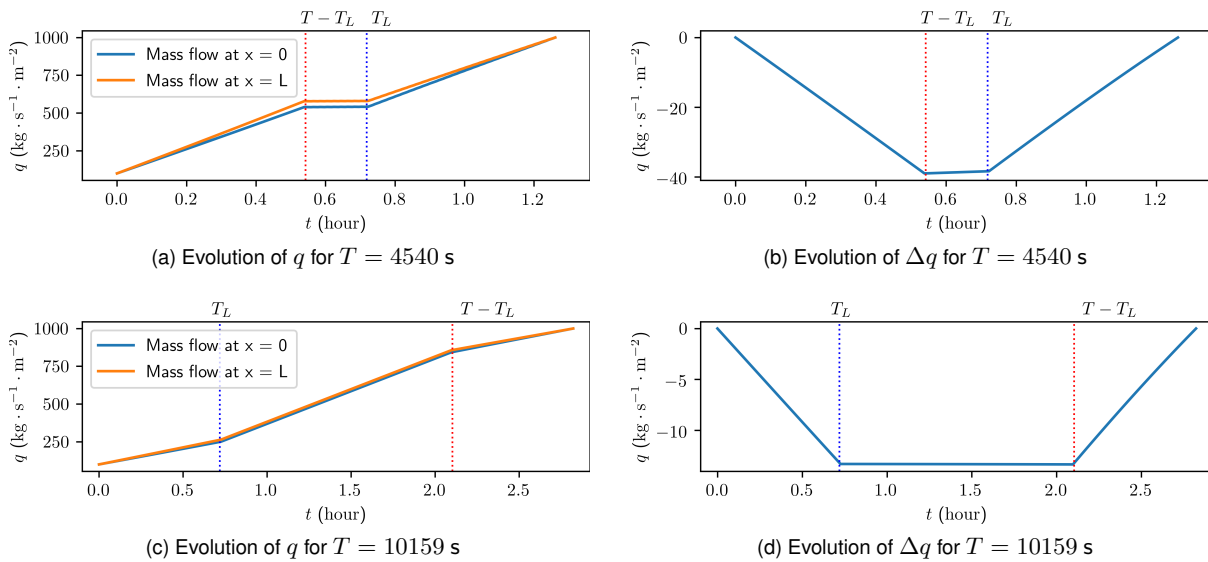 T − T_L T_L
1000
750
500
250
q (kg · s⁻¹ · m⁻²)
Mass flow at x = 0
Mass flow at x = L
0.0 0.2 0.4 0.6 0.8 1.0 1.2
t (hour)
(a) Evolution of q for T = 4540 s
T − T_L T_L
0
−20
−40
q (kg · s⁻¹ · m⁻²)
0.0 0.2 0.4 0.6 0.8 1.0 1.2
t (hour)
(b) Evolution of Δq for T = 4540 s
T_L T − T_L
1000
750
500
250
q (kg · s⁻¹ · m⁻²)
Mass flow at x = 0
Mass flow at x = L
0.0 0.5 1.0 1.5 2.0 2.5
t (hour)
(c) Evolution of q for T = 10159 s
T_L T − T_L
0
−5
−10
q (kg · s⁻¹ · m⁻²)
0.0 0.5 1.0 1.5 2.0 2.5
t (hour)
(d) Evolution of Δq for T = 10159 s